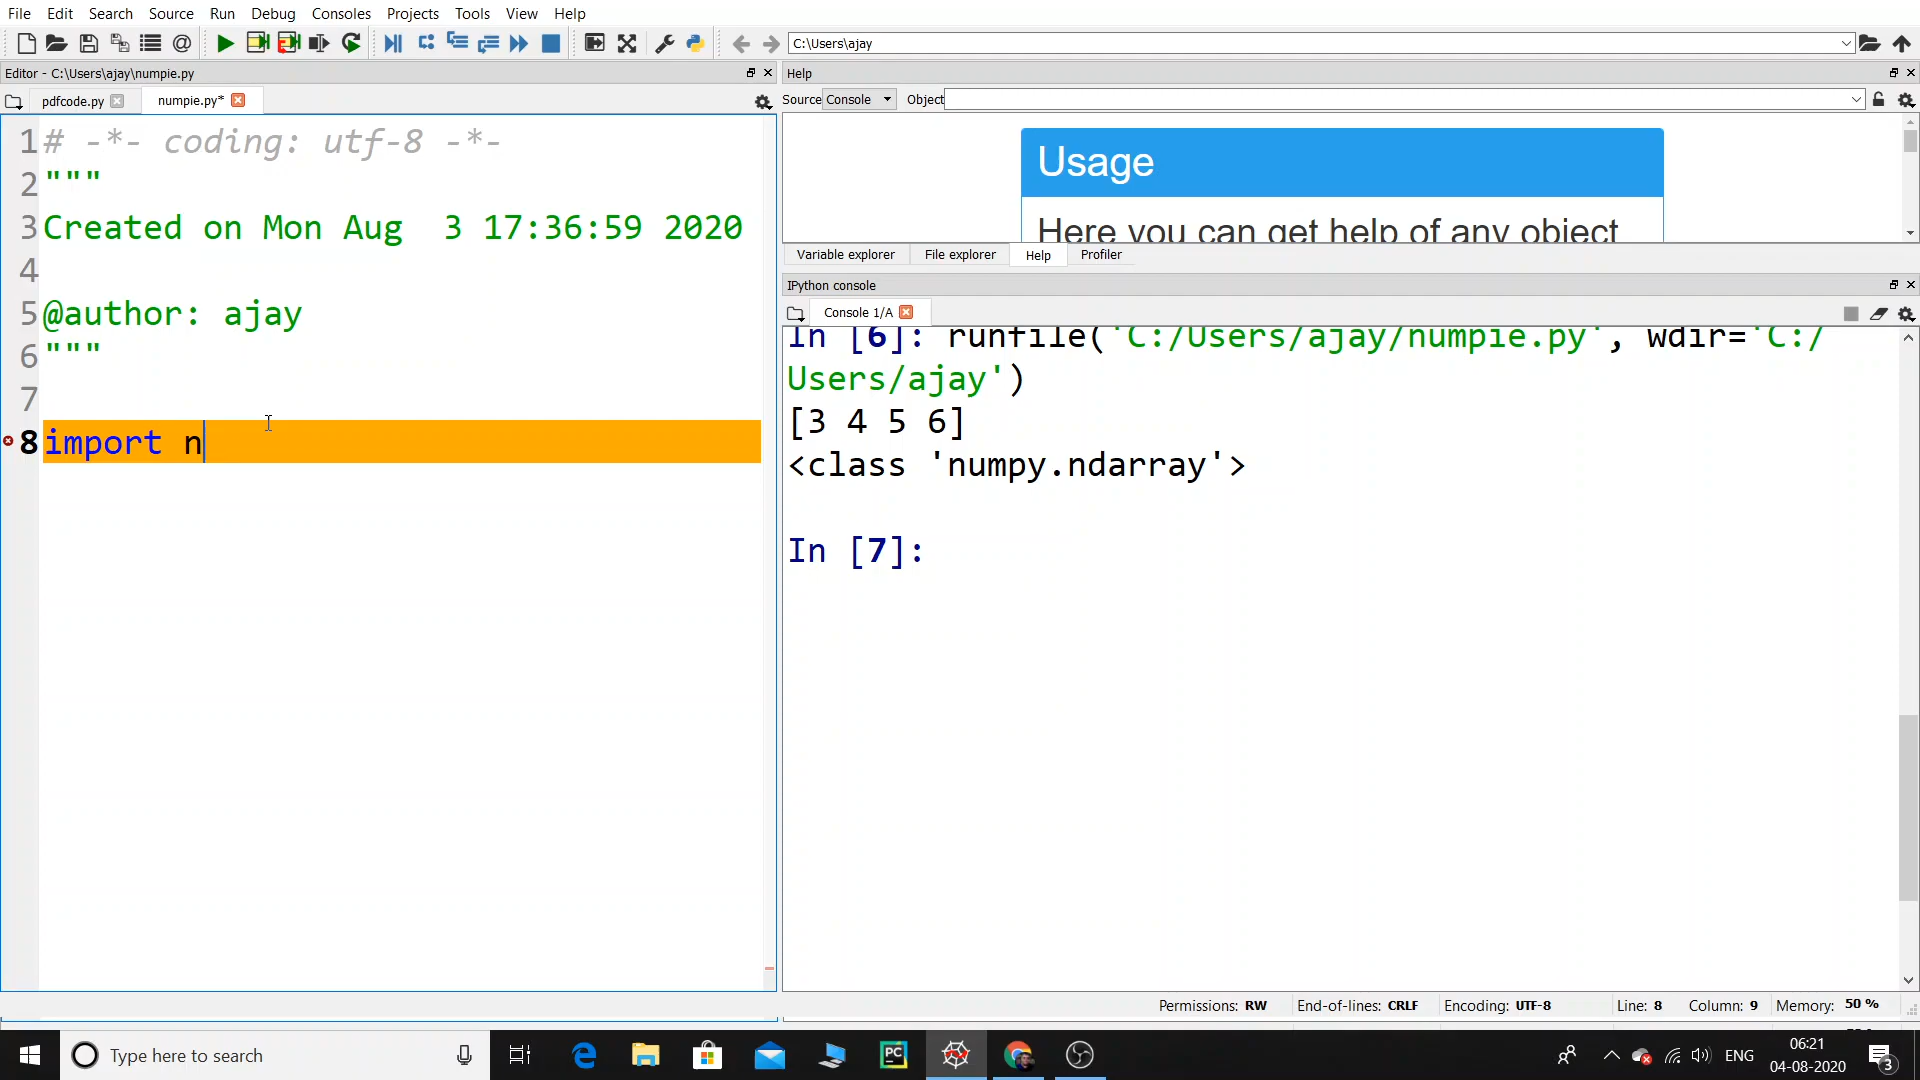 File Edit Search Source Run Debug Consoles Projects Tools View Help
C:\Users\ajay
Editor - C:\Users\ajay\numpie.py
pdfcode.py numpie.py*
1 # -*- coding: utf-8 -*-
2 """
3 Created on Mon Aug  3 17:36:59 2020
4
5 @author: ajay
6 """
7
8 import n
Help
Source Console Object
Usage
Here you can get help of any object
Variable explorer File explorer Help Profiler
IPython console
Console 1/A
In [6]: runfile('C:/Users/ajay/numpie.py', wdir='C:/
Users/ajay')
[3 4 5 6]
<class 'numpy.ndarray'>
In [7]:
Permissions: RW End-of-lines: CRLF Encoding: UTF-8 Line: 8 Column: 9 Memory: 50 %
Type here to search
PC
ENG
06:21
04-08-2020
3